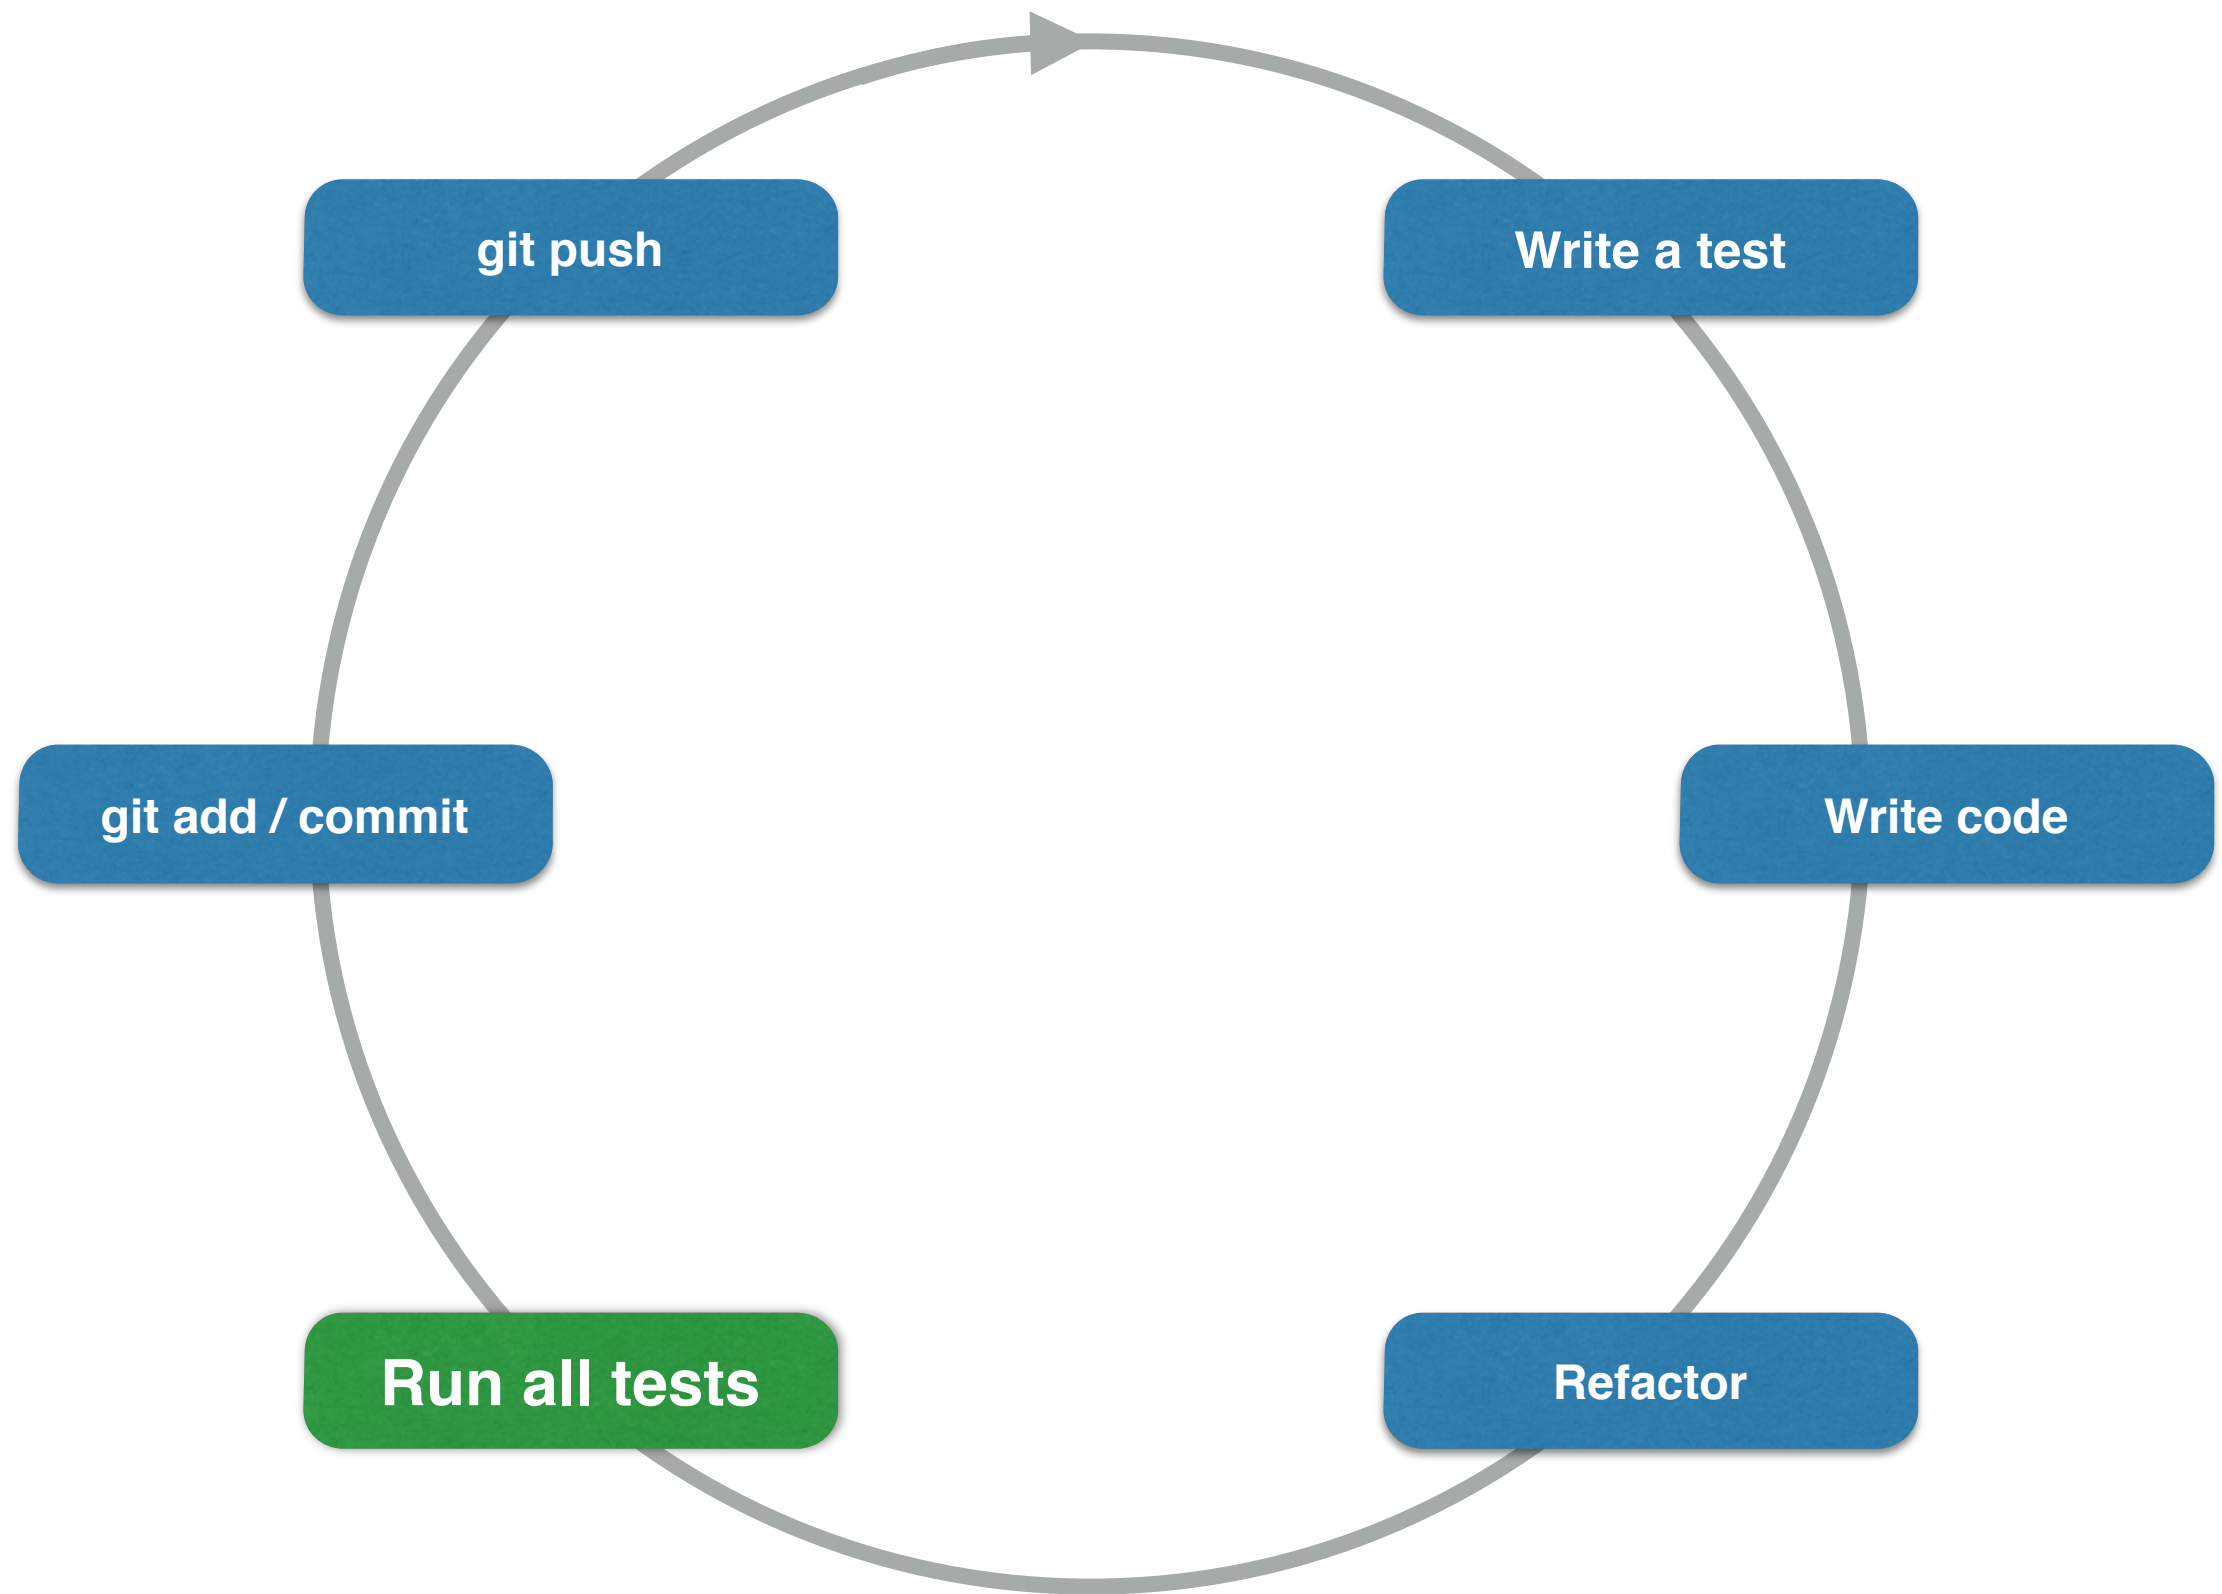 git push
Write a test
git add / commit
Write code
Run all tests
Refactor